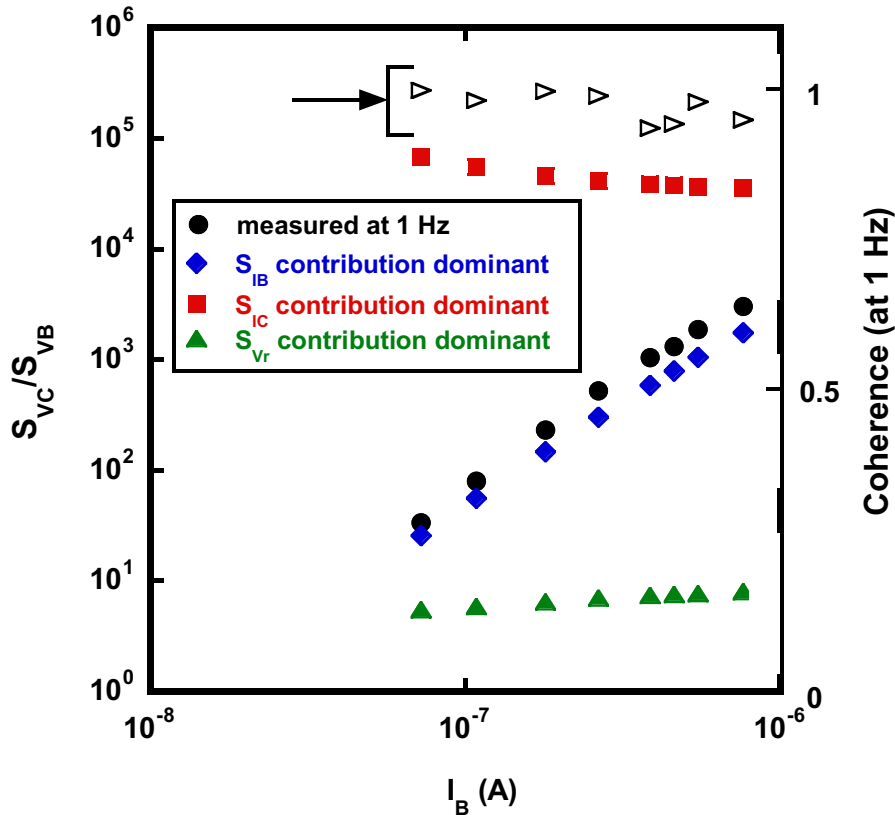 10^6
10^5
10^4
10^3
10^2
10^1
10^0
S_VC/S_VB
measured at 1 Hz
S_IB contribution dominant
S_IC contribution dominant
S_Vr contribution dominant
1
0.5
0
Coherence (at 1 Hz)
10^-8
10^-7
10^-6
I_B (A)